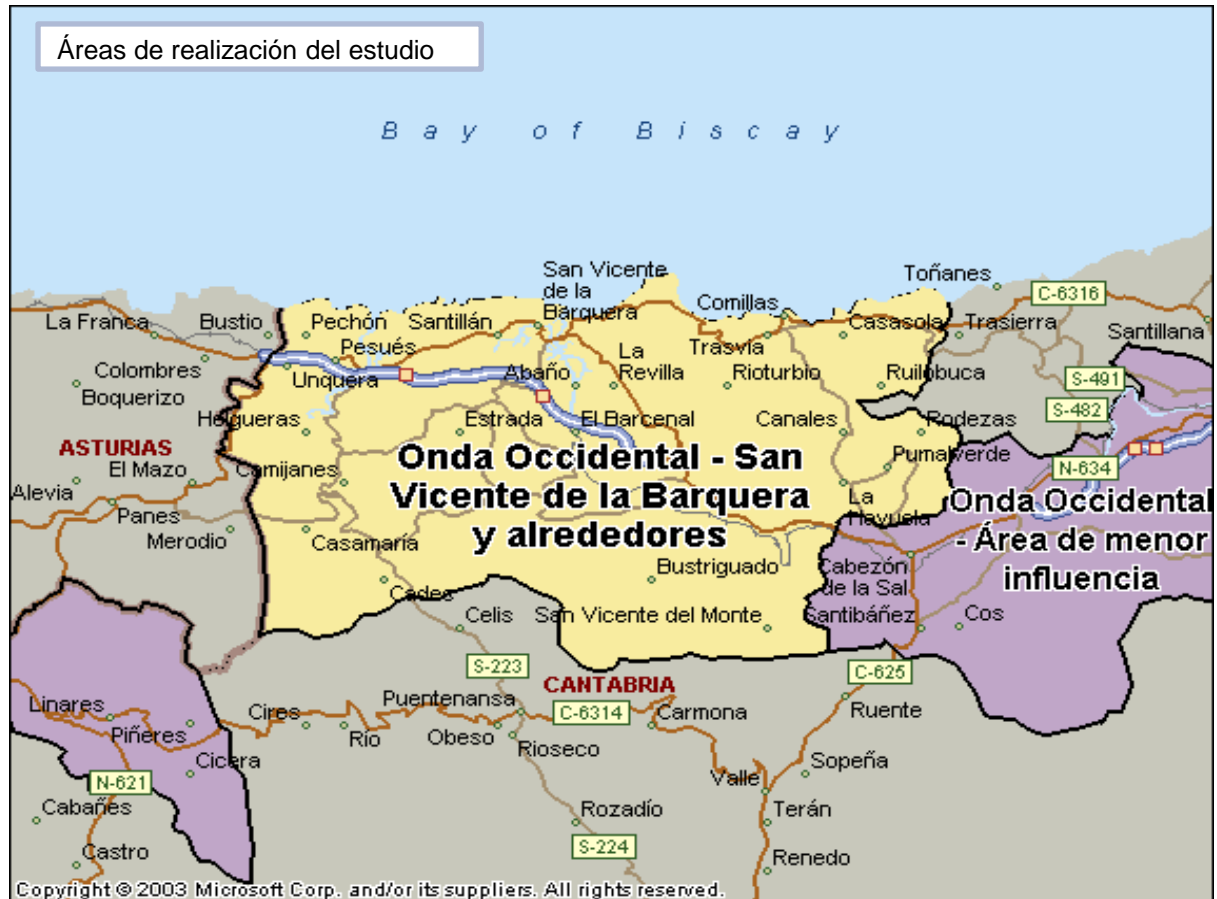 Áreas de realización del estudio
Bay of Biscay
San Vicente
de la
Barquera
Toñanes
C-6316
La Franca
Bustio
Pechón
Santillán
Comillas
Casasola
Trasierra
Santillana
Pesués
Colombres
Unquera
Abaño
La
Revilla
Trasvia
Rioturbio
Ruilobuca
S-491
Boquerizo
S-482
Helgueras
Estrada
El Barcenal
Canales
Rodezas
ASTURIAS
El Mazo
Camijanes
Pumalverde
N-634
Alevia
Onda Occidental - San
Vicente de la Barquera
y alrededores
La
Hayuela
Onda Occidental
- Área de menor
influencia
Panes
Merodio
Casamaría
Bustriguado
Cabezón
de la Sal
Cades
Celis
San Vicente del Monte
Santibáñez
Cos
S-223
CANTABRIA
C-625
Linares
Piñeres
Cires
Río
Puentenansa
C-6314
Carmona
Ruente
Obeso
Rioseco
Cicera
N-621
Valle
Sopeña
Cabañes
Rozadío
Terán
Castro
S-224
Renedo
Copyright © 2003 Microsoft Corp. and/or its suppliers. All rights reserved.